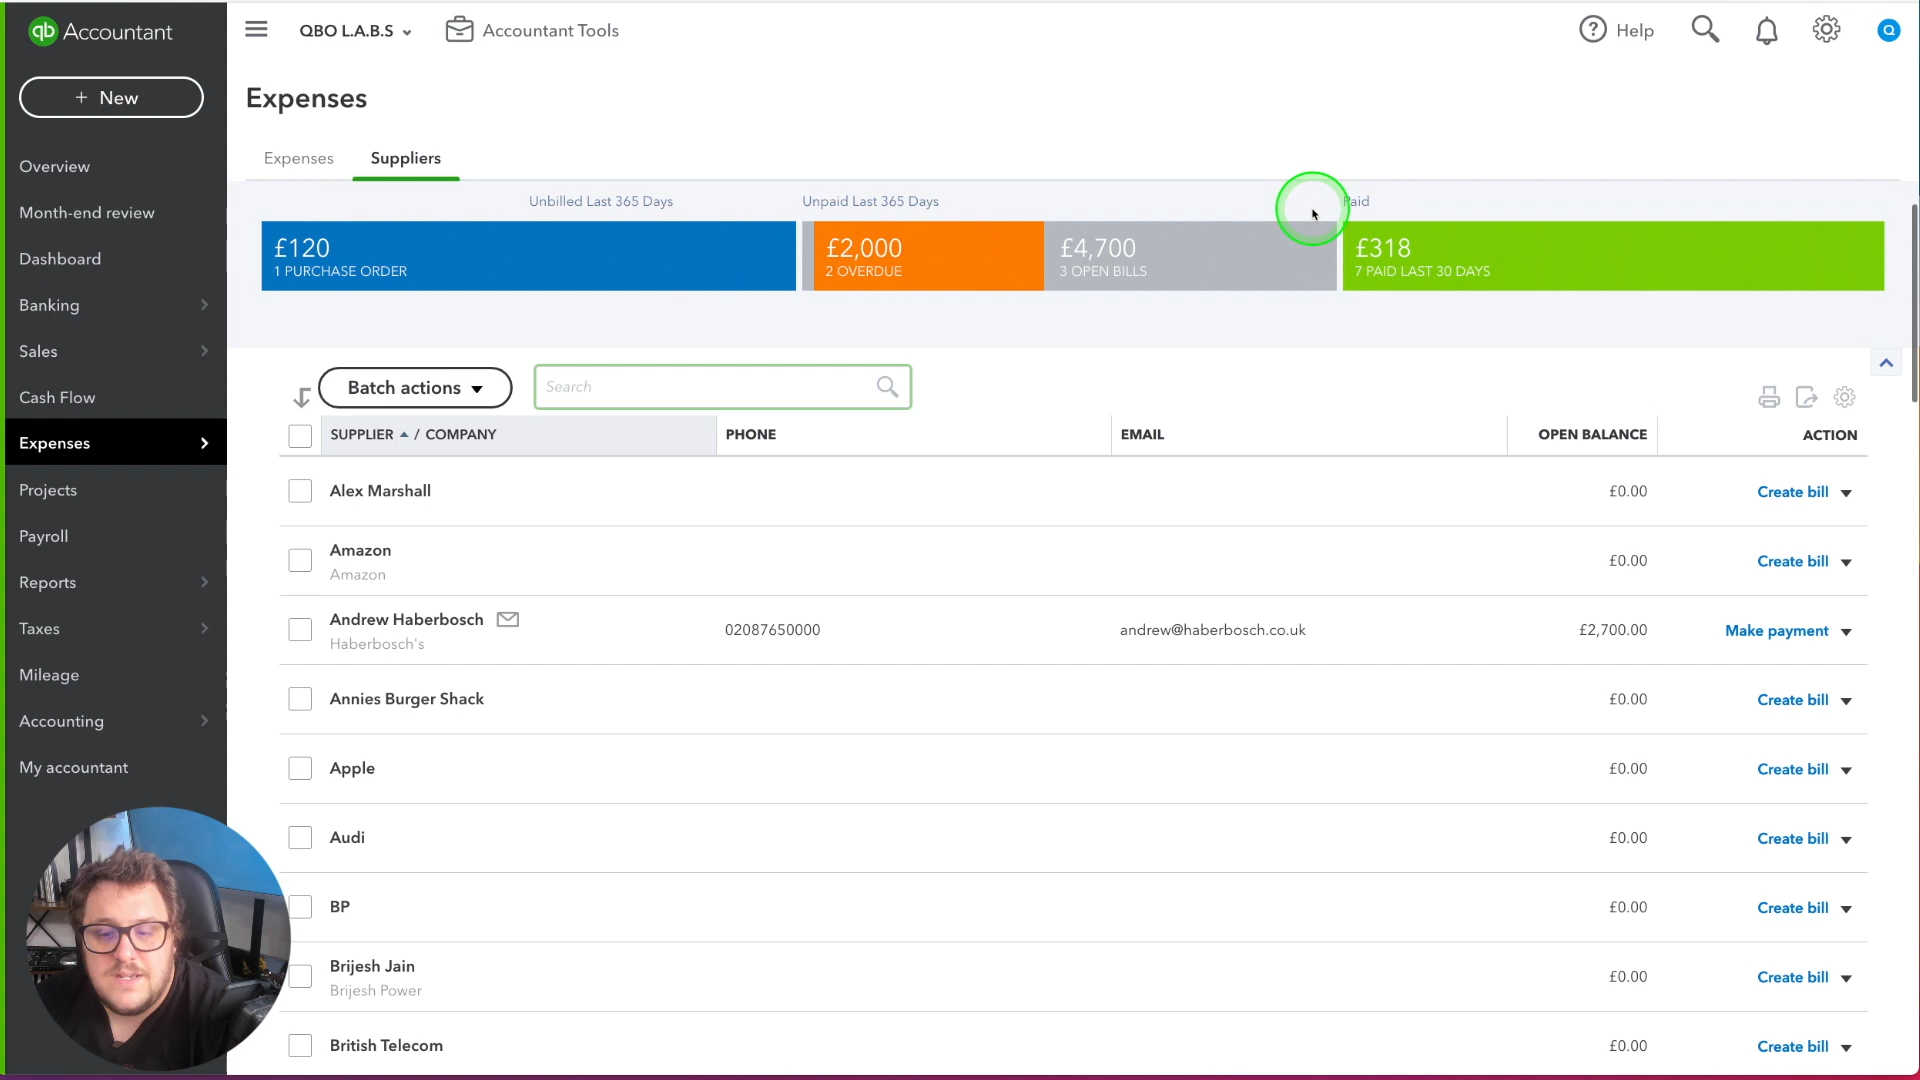 qb Accountant
QBO L.A.B.S
Accountant Tools
Help
Q
+ New
Overview
Month-end review
Dashboard
Banking
Sales
Cash Flow
Expenses
Projects
Payroll
Reports
Taxes
Mileage
Accounting
My accountant
Expenses
Expenses
Suppliers
Unbilled Last 365 Days
Unpaid Last 365 Days
Paid
£120
1 PURCHASE ORDER
£2,000
2 OVERDUE
£4,700
3 OPEN BILLS
£318
7 PAID LAST 30 DAYS
Batch actions
Search
SUPPLIER / COMPANY PHONE EMAIL OPEN BALANCE ACTION
Alex Marshall £0.00 Create bill
Amazon
Amazon
£0.00 Create bill
Andrew Haberbosch
Haberbosch's
02087650000 andrew@haberbosch.co.uk £2,700.00 Make payment
Annies Burger Shack £0.00 Create bill
Apple £0.00 Create bill
Audi £0.00 Create bill
BP £0.00 Create bill
Brijesh Jain
Brijesh Power
£0.00 Create bill
British Telecom £0.00 Create bill